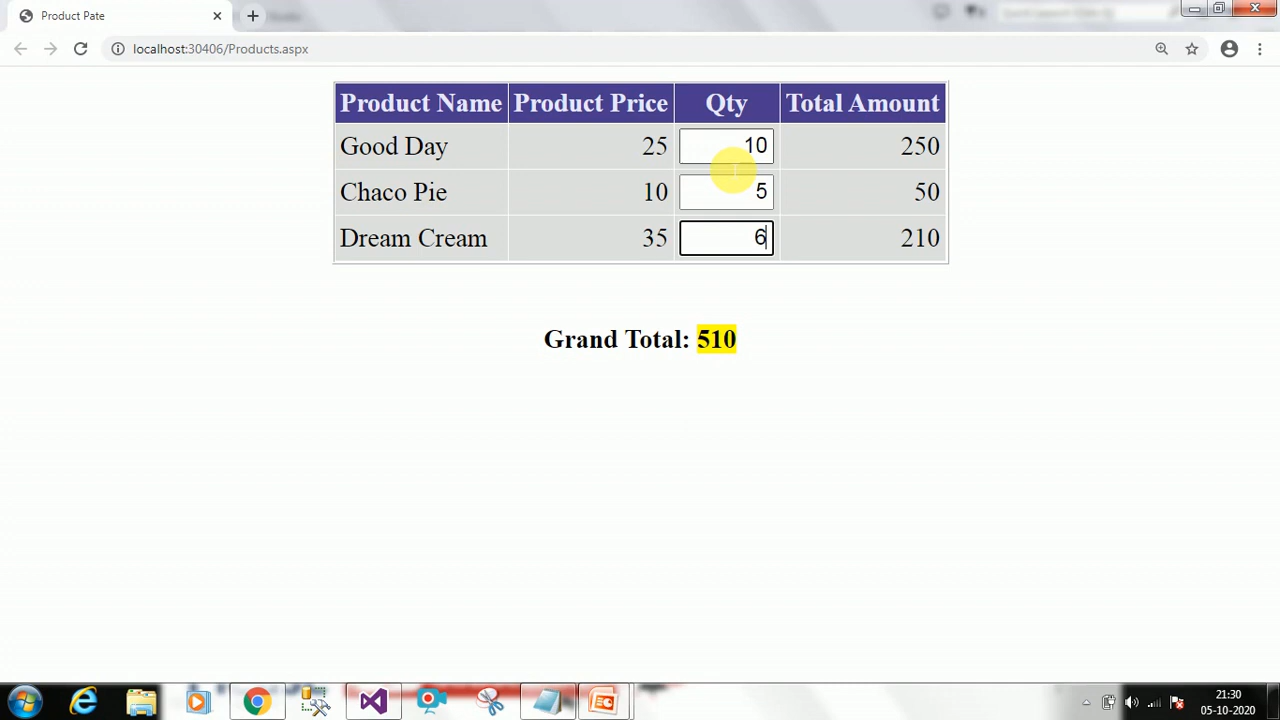 Product Pate
localhost:30406/Products.aspx
Product Name Product Price Qty Total Amount
Good Day 25 10 250
Chaco Pie 10 5 50
Dream Cream 35 6 210
Grand Total: 510
21:30
05-10-2020